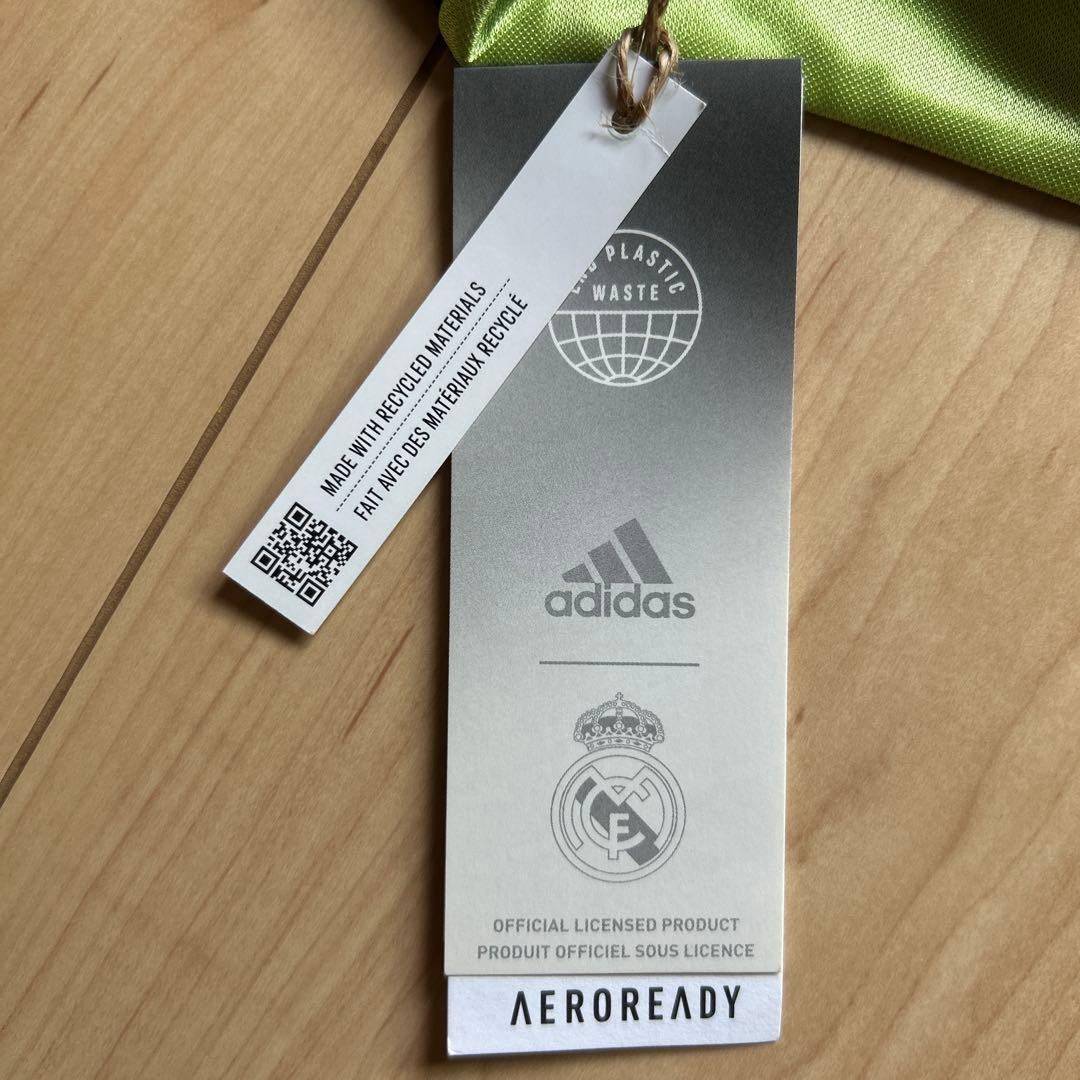 PLASTIC
WASTE
MADE WITH RECYCLED MATERIALS
FAIT AVEC DES MATÉRIAUX RECYCLÉ
adidas
OFFICIAL LICENSED PRODUCT
PRODUIT OFFICIEL SOUS LICENCE
AEROREADY